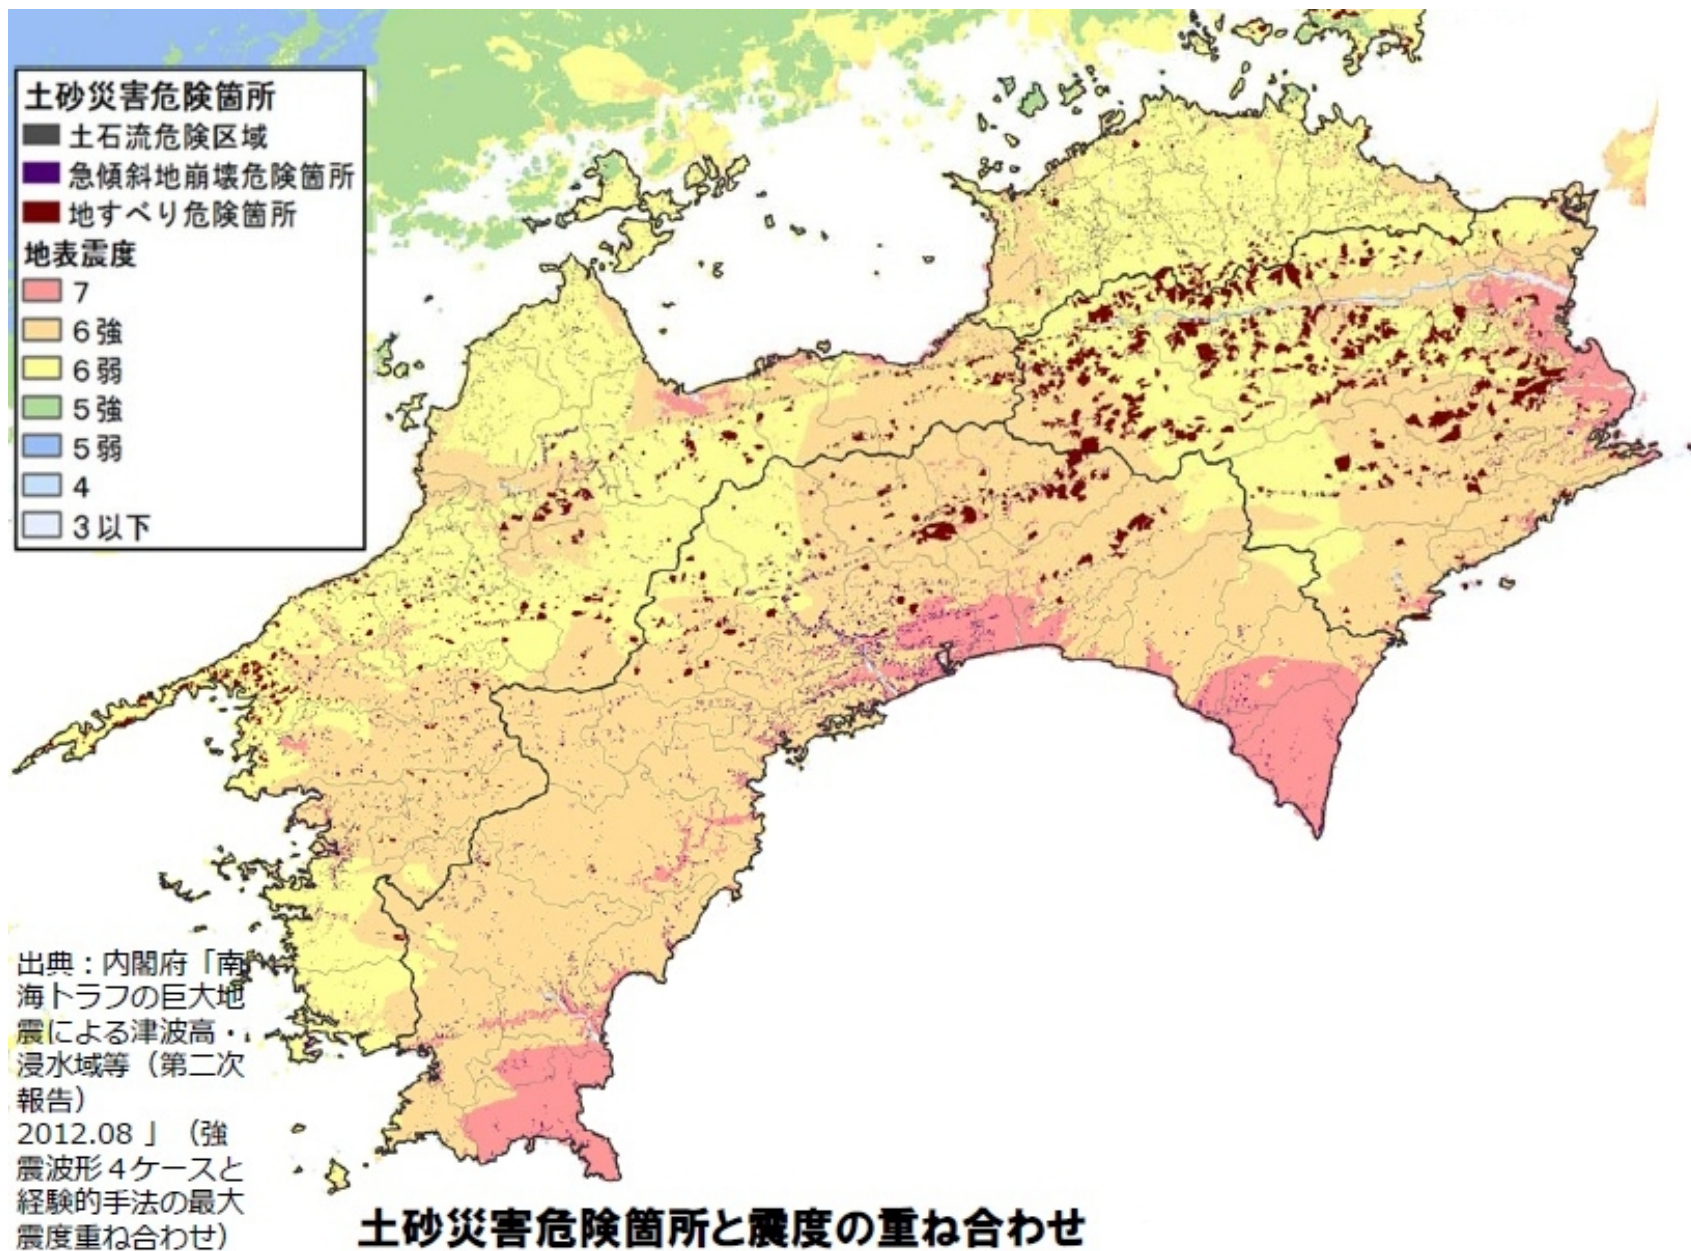 土砂災害危険箇所
土石流危険区域
急傾斜地崩壊危険箇所
地すべり危険箇所
地表震度
7
6強
6弱
5強
5弱
4
3以下
出典：内閣府「南
海トラフの巨大地
震による津波高・
浸水域等（第二次
報告）
2012.08 」（強
震波形４ケースと
経験的手法の最大
震度重ね合わせ）
土砂災害危険箇所と震度の重ね合わせ